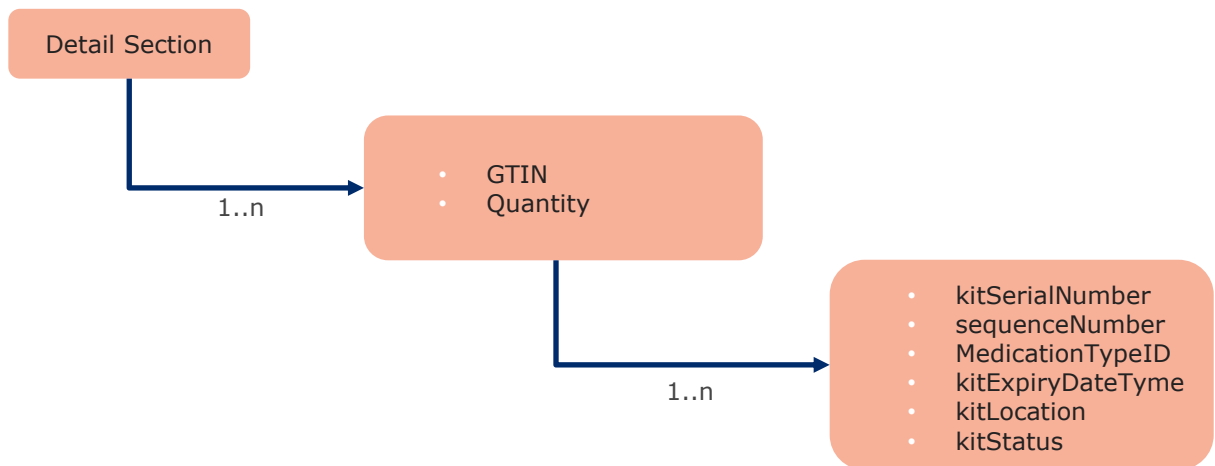 Detail Section
• GTIN
• Quantity
1..n
• kitSerialNumber
• sequenceNumber
• MedicationTypeID
• kitExpiryDateTyme
• kitLocation
• kitStatus
1..n